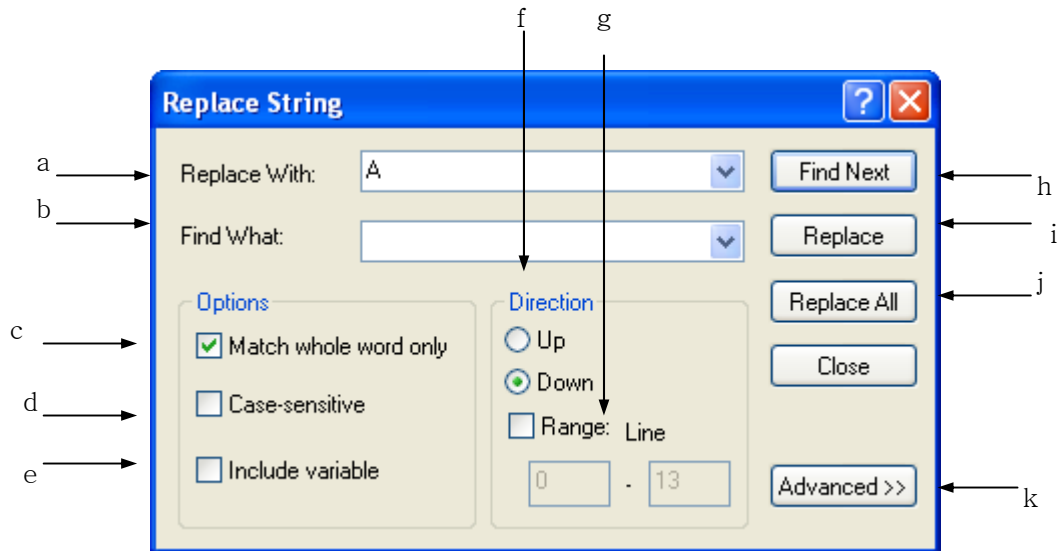 f g
Replace String
a Replace With: A Find Next h
b Find What: Replace i
Options Direction Replace All j
c Match whole word only Up
Down Close
d Case-sensitive Range: Line
e Include variable 0 - 13 Advanced >> k